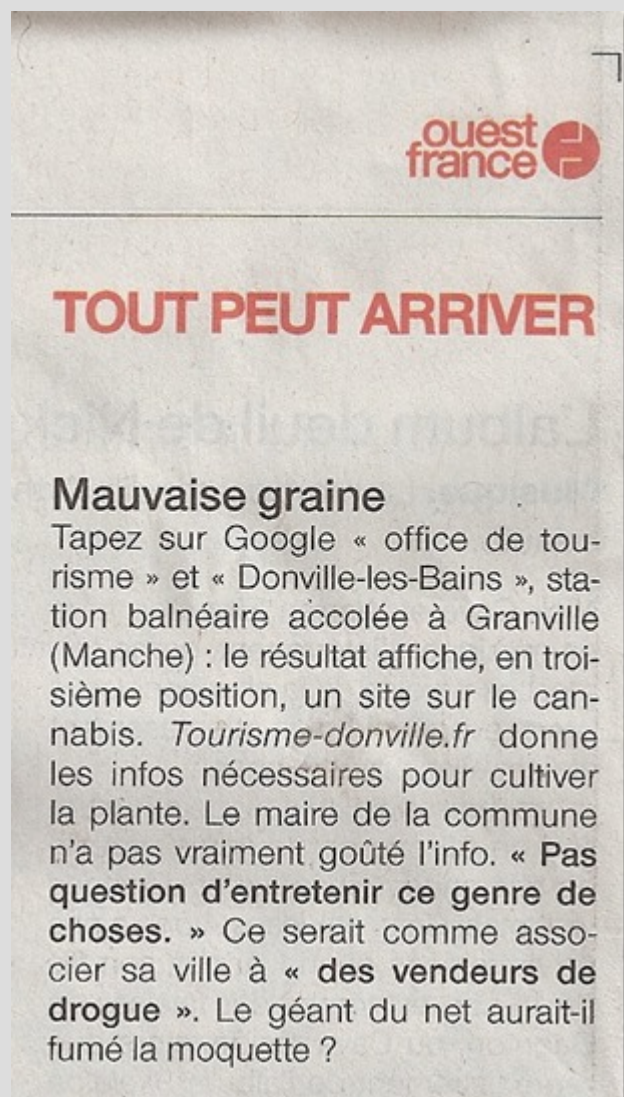 ouest
france
TOUT PEUT ARRIVER
Mauvaise graine
Tapez sur Google « office de tou-
risme » et « Donville-les-Bains », sta-
tion balnéaire accolée à Granville
(Manche) : le résultat affiche, en troi-
sième position, un site sur le can-
nabis. Tourisme-donville.fr donne
les infos nécessaires pour cultiver
la plante. Le maire de la commune
n'a pas vraiment goûté l'info. « Pas
question d'entretenir ce genre de
choses. » Ce serait comme asso-
cier sa ville à « des vendeurs de
drogue ». Le géant du net aurait-il
fumé la moquette ?